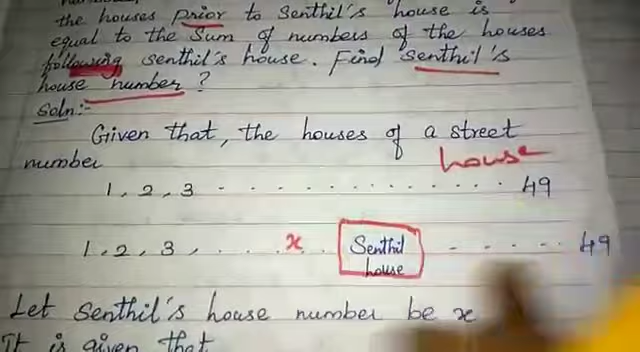 the houses prior to Senthil's house is
equal to the sum of numbers of the houses
following senthil's house. Find senthil's
house number?
Soln:-
Given that, the houses of a street
number
house
1, 2, 3 - - - - - - - - - - - - 49
1, 2, 3, . . . x . . Senthil house - - - - - - 49
Let senthil's house number be x
It is given that